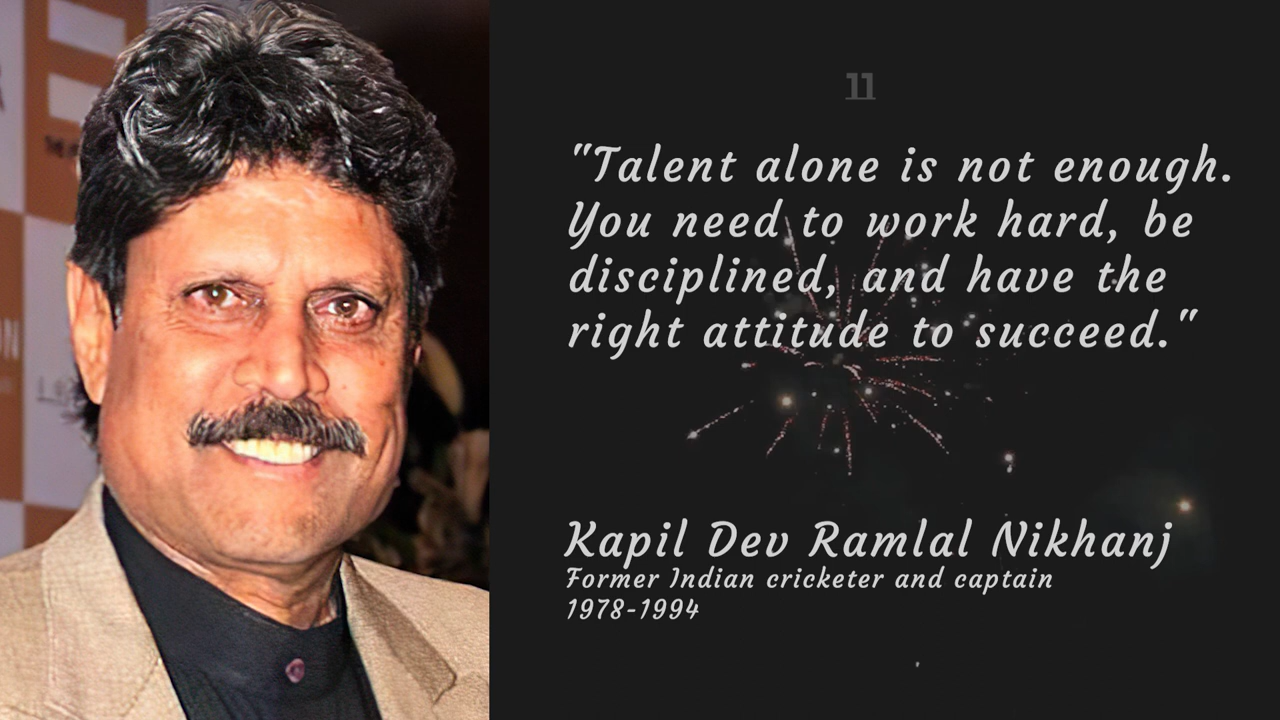 11
"Talent alone is not enough.
You need to work hard, be
disciplined, and have the
right attitude to succeed."
Kapil Dev Ramlal Nikhanj
Former Indian cricketer and captain
1978-1994